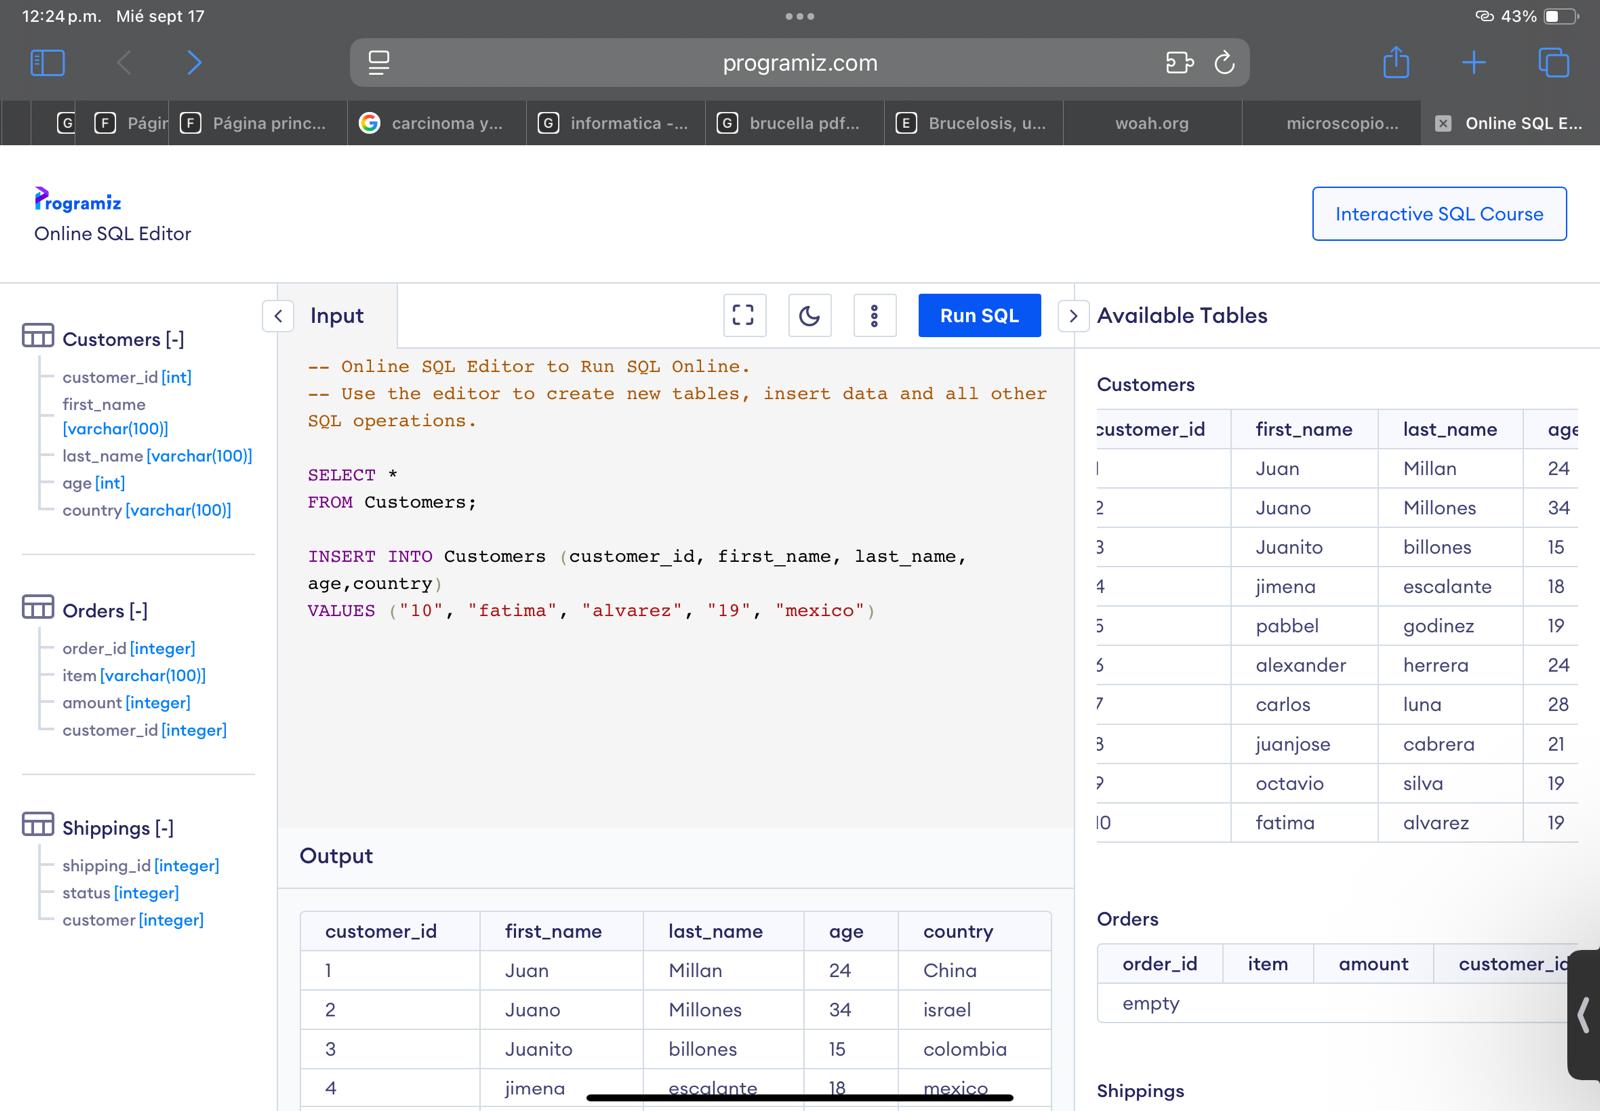 12:24 p.m. Mié sept 17
43%
programiz.com
G
F Págir
F Página princ...
carcinoma y...
G informatica -...
G brucella pdf...
E Brucelosis, u...
woah.org
microscopio...
Online SQL E...
Programiz
Online SQL Editor
Interactive SQL Course
Customers [-]
customer_id [int]
first_name
[varchar(100)]
last_name [varchar(100)]
age [int]
country [varchar(100)]
Orders [-]
order_id [integer]
item [varchar(100)]
amount [integer]
customer_id [integer]
Shippings [-]
shipping_id [integer]
status [integer]
customer [integer]
Input
Run SQL
-- Online SQL Editor to Run SQL Online.
-- Use the editor to create new tables, insert data and all other
SQL operations.
SELECT *
FROM Customers;
INSERT INTO Customers (customer_id, first_name, last_name,
age,country)
VALUES ("10", "fatima", "alvarez", "19", "mexico")
Output
customer_id first_name last_name age country
1 Juan Millan 24 China
2 Juano Millones 34 israel
3 Juanito billones 15 colombia
4 jimena escalante 18 mexico
Available Tables
Customers
customer_id first_name last_name age
1 Juan Millan 24
2 Juano Millones 34
3 Juanito billones 15
4 jimena escalante 18
5 pabbel godinez 19
6 alexander herrera 24
7 carlos luna 28
8 juanjose cabrera 21
9 octavio silva 19
10 fatima alvarez 19
Orders
order_id item amount customer_id
empty
Shippings